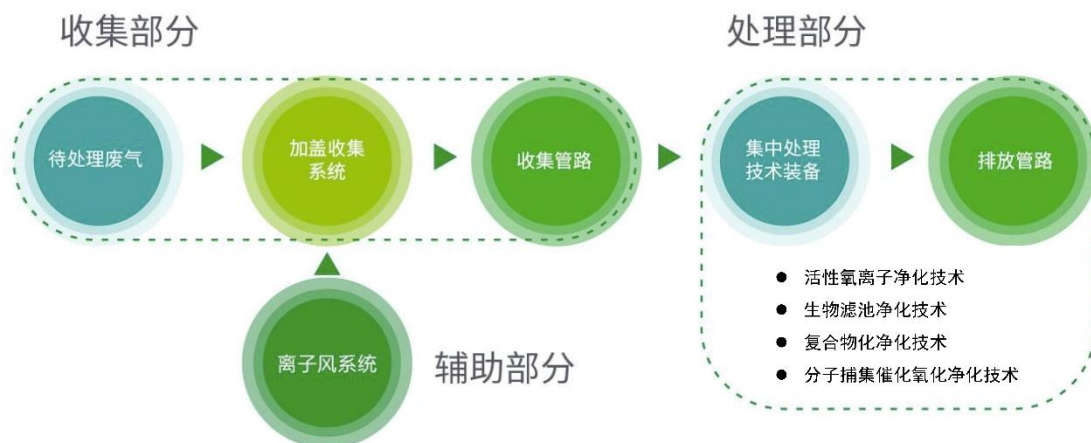 收集部分
处理部分
待处理废气
加盖收集
系统
收集管路
集中处理
技术装备
排放管路
离子风系统
辅助部分
活性氧离子净化技术
生物滤池净化技术
复合物化净化技术
分子捕集催化氧化净化技术